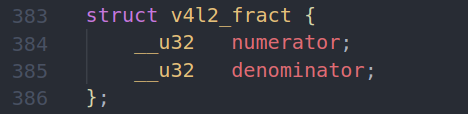 383 struct v4l2_fract {
384 __u32 numerator;
385 __u32 denominator;
386 };